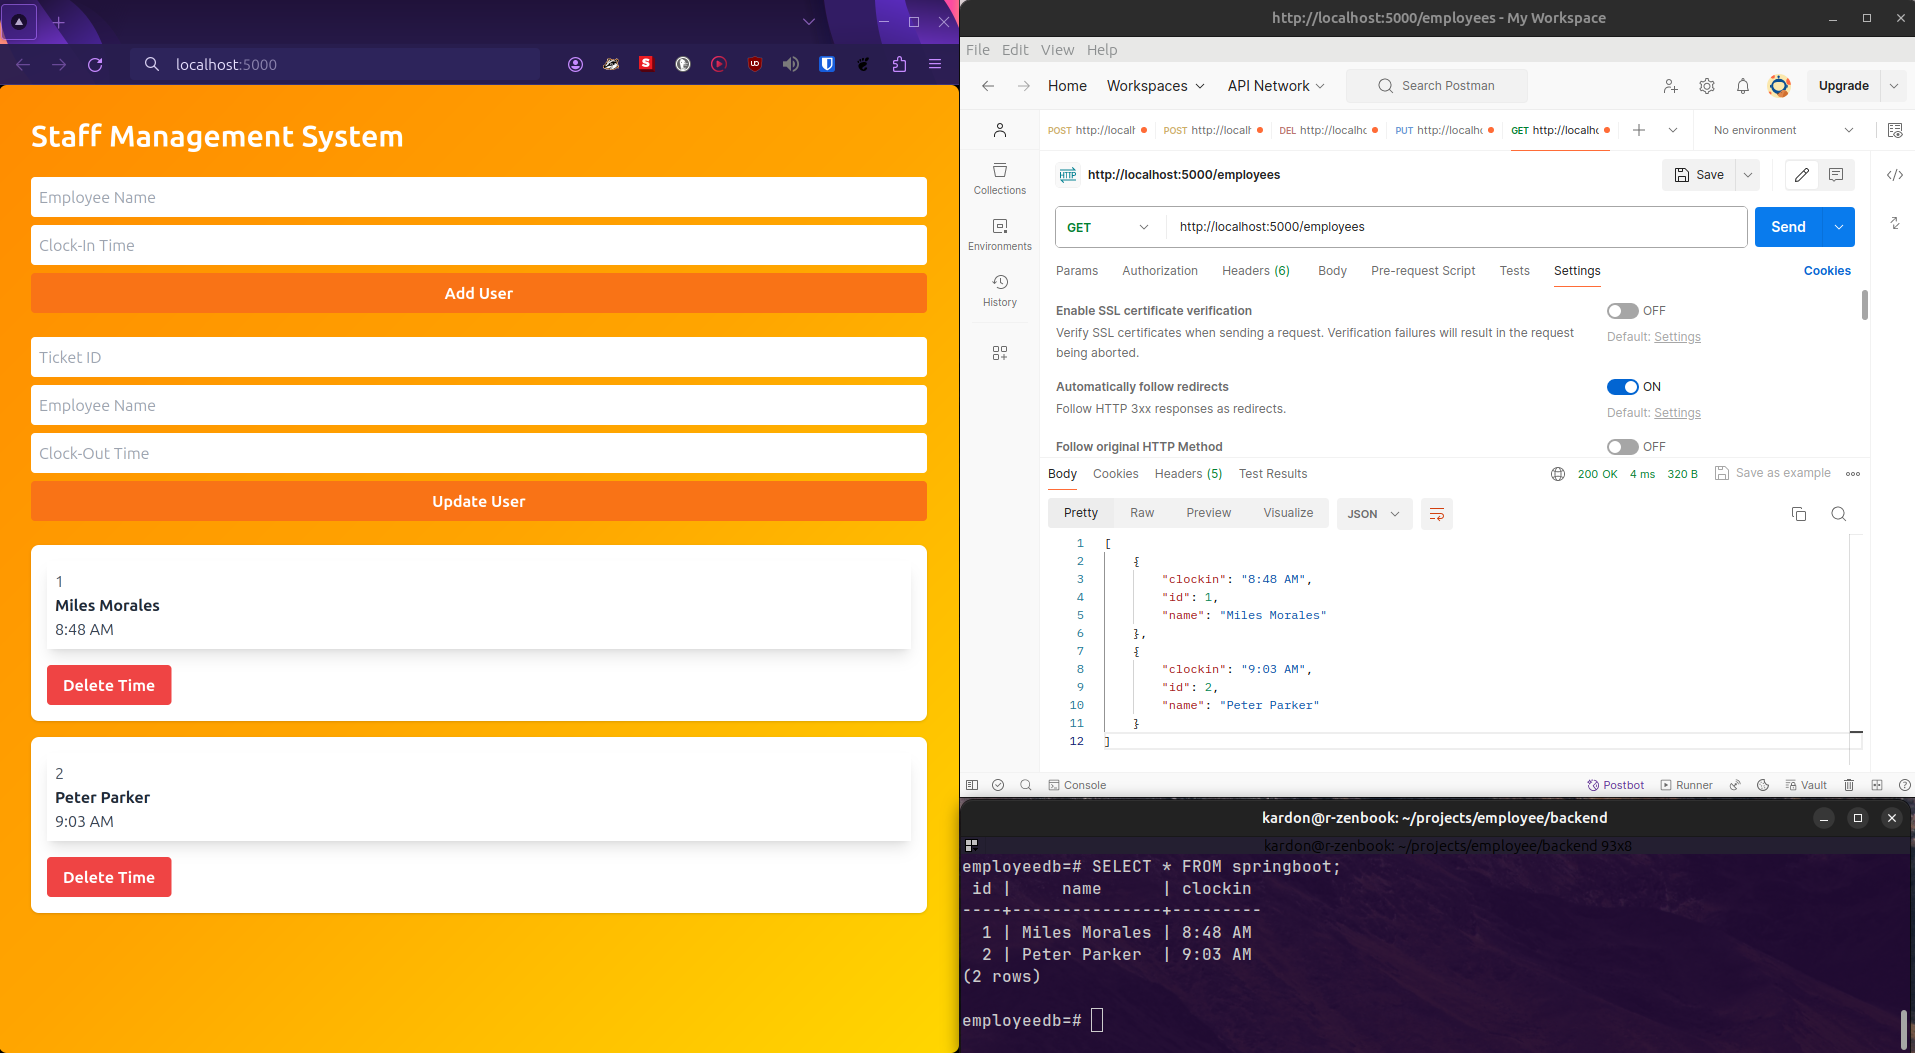 localhost:5000
Staff Management System
Employee Name
Clock-In Time
Add User
Ticket ID
Employee Name
Clock-Out Time
Update User
1
Miles Morales
8:48 AM
Delete Time
2
Peter Parker
9:03 AM
Delete Time
http://localhost:5000/employees - My Workspace
File Edit View Help
Home Workspaces API Network Search Postman Upgrade
POST http://localh POST http://localh DEL http://localhc PUT http://localhc GET http://localhc No environment
HTTP http://localhost:5000/employees Save
GET http://localhost:5000/employees Send
Params Authorization Headers (6) Body Pre-request Script Tests Settings Cookies
Collections
Environments
History
Enable SSL certificate verification OFF
Verify SSL certificates when sending a request. Verification failures will result in the request
being aborted.
Default: Settings
Automatically follow redirects ON
Follow HTTP 3xx responses as redirects.
Default: Settings
Follow original HTTP Method OFF
Body Cookies Headers (5) Test Results 200 OK 4 ms 320 B Save as example
Pretty Raw Preview Visualize JSON
1 [
2 {
3 "clockin": "8:48 AM",
4 "id": 1,
5 "name": "Miles Morales"
6 },
7 {
8 "clockin": "9:03 AM",
9 "id": 2,
10 "name": "Peter Parker"
11 }
12 ]
Console Postbot Runner Vault
kardon@r-zenbook: ~/projects/employee/backend
kardon@r-zenbook: ~/projects/employee/backend 93x8
employeedb=# SELECT * FROM springboot;
id | name | clockin
----+---------------+---------
1 | Miles Morales | 8:48 AM
2 | Peter Parker | 9:03 AM
(2 rows)
employeedb=#